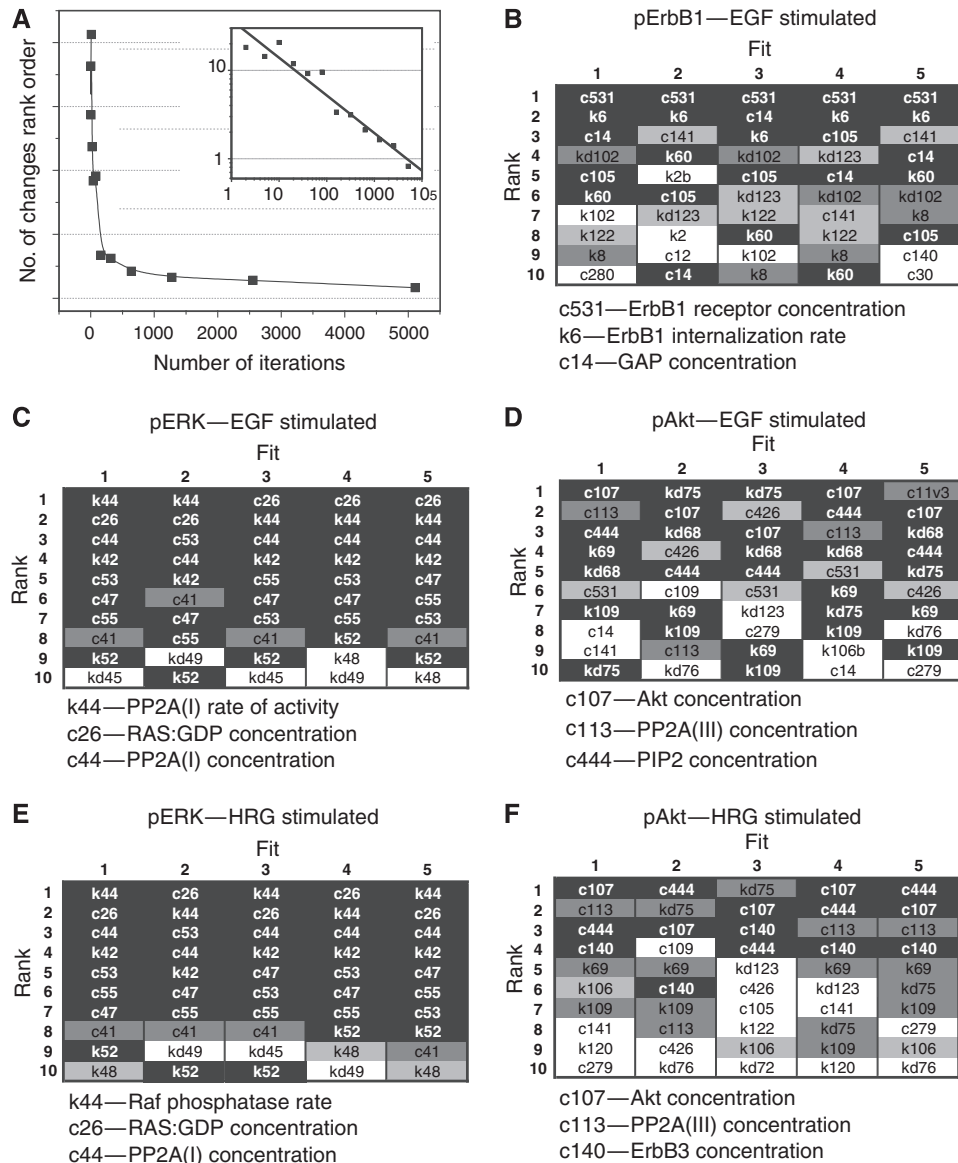 A
No. of changes rank order
10
1
1
10
100
1000
10⁵
0
1000
2000
3000
4000
5000
Number of iterations
B
pErbB1—EGF stimulated
Fit
1 2 3 4 5
Rank
1 c531 c531 c531 c531 c531
2 k6 k6 c14 k6 k6
3 c14 c141 k6 c105 c141
4 kd102 k60 kd102 kd123 c14
5 c105 k2b c105 c14 k60
6 k60 c105 kd123 kd102 kd102
7 k102 kd123 k122 c141 k8
8 k122 k2 k60 k122 c105
9 k8 c12 k102 k8 c140
10 c280 c14 k8 k60 c30
c531—ErbB1 receptor concentration
k6—ErbB1 internalization rate
c14—GAP concentration
C
pERK—EGF stimulated
Fit
1 2 3 4 5
Rank
1 k44 k44 c26 c26 c26
2 c26 c26 k44 k44 k44
3 c44 c53 c44 c44 c44
4 k42 c44 k42 k42 k42
5 c53 k42 c55 c53 c47
6 c47 c41 c47 c47 c55
7 c55 c47 c53 c55 c53
8 c41 c55 c41 k52 c41
9 k52 kd49 k52 k48 k52
10 kd45 k52 kd45 kd49 k48
k44—PP2A(I) rate of activity
c26—RAS:GDP concentration
c44—PP2A(I) concentration
D
pAkt—EGF stimulated
Fit
1 2 3 4 5
Rank
1 c107 kd75 kd75 c107 c11v3
2 c113 c107 c426 c444 c107
3 c444 kd68 c107 c113 kd68
4 k69 c426 kd68 kd68 c444
5 kd68 c444 c444 c531 kd75
6 c531 c109 c531 k69 c426
7 k109 k69 kd123 kd75 k69
8 c14 k109 c279 k109 kd76
9 c141 c113 k69 k106b k109
10 kd75 kd76 k109 c14 c279
c107—Akt concentration
c113—PP2A(III) concentration
c444—PIP2 concentration
E
pERK—HRG stimulated
Fit
1 2 3 4 5
Rank
1 k44 c26 k44 c26 k44
2 c26 k44 c26 k44 c26
3 c44 c53 c44 c44 c44
4 k42 c44 k42 k42 k42
5 c53 k42 c47 c53 c47
6 c55 c47 c53 c47 c55
7 c47 c55 c55 c55 c53
8 c41 c41 c41 k52 k52
9 k52 kd49 kd45 k48 c41
10 k48 k52 k52 kd49 k48
k44—Raf phosphatase rate
c26—RAS:GDP concentration
c44—PP2A(I) concentration
F
pAkt—HRG stimulated
Fit
1 2 3 4 5
Rank
1 c107 c444 kd75 c107 c444
2 c113 kd75 c107 c444 c107
3 c444 c107 c140 c113 c113
4 c140 c109 c444 c140 c140
5 k69 k69 kd123 k69 k69
6 k106 c140 c426 kd123 kd75
7 k109 k109 c105 c141 k109
8 c141 c113 k122 kd75 c279
9 k120 c426 k106 k109 k106
10 c279 kd76 kd72 k120 kd76
c107—Akt concentration
c113—PP2A(III) concentration
c140—ErbB3 concentration